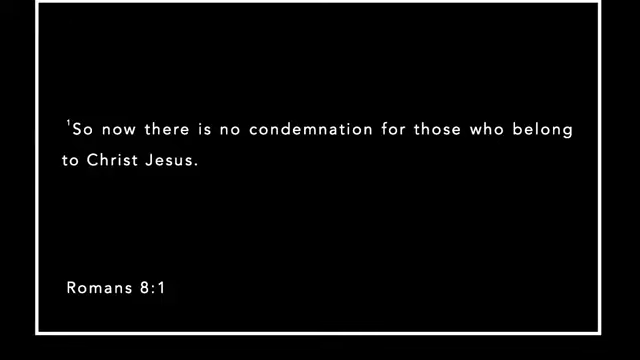 ¹So now there is no condemnation for those who belong
to Christ Jesus.
Romans 8:1